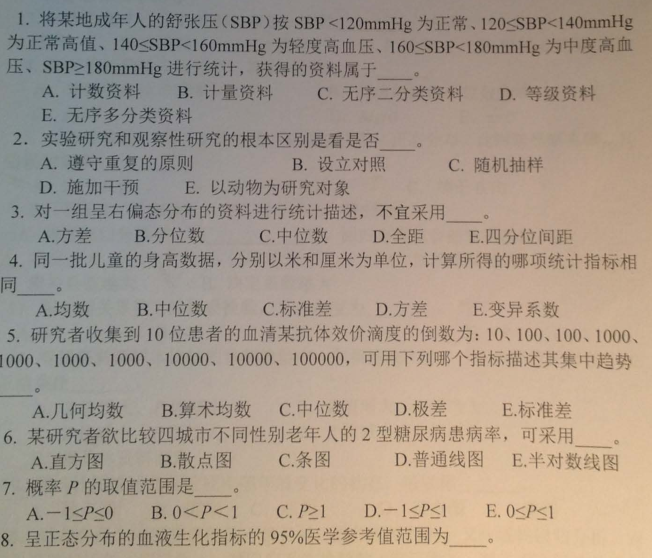 1. 将某地成年人的舒张压(SBP)按 SBP <120mmHg 为正常、120≤SBP<140mmHg
为正常高值、140≤SBP<160mmHg 为轻度高血压、160≤SBP<180mmHg 为中度高血
压、SBP≥180mmHg 进行统计，获得的资料属于____。
A. 计数资料 B. 计量资料 C. 无序二分类资料 D. 等级资料
E. 无序多分类资料
2．实验研究和观察性研究的根本区别是看是否____。
A. 遵守重复的原则 B. 设立对照 C. 随机抽样
D. 施加干预 E. 以动物为研究对象
3. 对一组呈右偏态分布的资料进行统计描述，不宜采用____。
A.方差 B.分位数 C.中位数 D.全距 E.四分位间距
4. 同一批儿童的身高数据，分别以米和厘米为单位，计算所得的哪项统计指标相
同____。
A.均数 B.中位数 C.标准差 D.方差 E.变异系数
5. 研究者收集到 10 位患者的血清某抗体效价滴度的倒数为：10、100、100、1000、
1000、1000、1000、10000、10000、100000，可用下列哪个指标描述其集中趋势
____。
A.几何均数 B.算术均数 C.中位数 D.极差 E.标准差
6. 某研究者欲比较四城市不同性别老年人的 2 型糖尿病患病率，可采用____。
A.直方图 B.散点图 C.条图 D.普通线图 E.半对数线图
7. 概率 P 的取值范围是____。
A.－1≤P≤0 B. 0＜P＜1 C. P≥1 D.－1≤P≤1 E. 0≤P≤1
8. 呈正态分布的血液生化指标的 95%医学参考值范围为____。